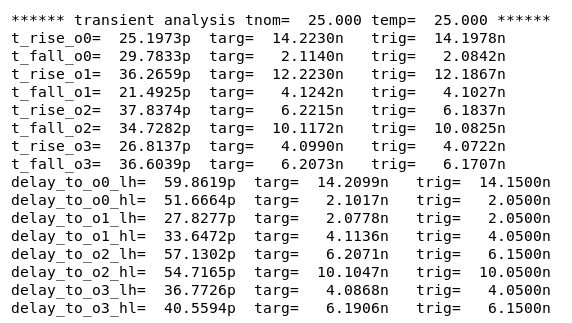 ****** transient analysis tnom=  25.000 temp=  25.000 ******
t_rise_o0=  25.1973p  targ=  14.2230n   trig=  14.1978n
t_fall_o0=  29.7833p  targ=   2.1140n   trig=   2.0842n
t_rise_o1=  36.2659p  targ=  12.2230n   trig=  12.1867n
t_fall_o1=  21.4925p  targ=   4.1242n   trig=   4.1027n
t_rise_o2=  37.8374p  targ=   6.2215n   trig=   6.1837n
t_fall_o2=  34.7282p  targ=  10.1172n   trig=  10.0825n
t_rise_o3=  26.8137p  targ=   4.0990n   trig=   4.0722n
t_fall_o3=  36.6039p  targ=   6.2073n   trig=   6.1707n
delay_to_o0_lh=  59.8619p  targ=  14.2099n   trig=  14.1500n
delay_to_o0_hl=  51.6664p  targ=   2.1017n   trig=   2.0500n
delay_to_o1_lh=  27.8277p  targ=   2.0778n   trig=   2.0500n
delay_to_o1_hl=  33.6472p  targ=   4.1136n   trig=   4.0500n
delay_to_o2_lh=  57.1302p  targ=   6.2071n   trig=   6.1500n
delay_to_o2_hl=  54.7165p  targ=  10.1047n   trig=  10.0500n
delay_to_o3_lh=  36.7726p  targ=   4.0868n   trig=   4.0500n
delay_to_o3_hl=  40.5594p  targ=   6.1906n   trig=   6.1500n